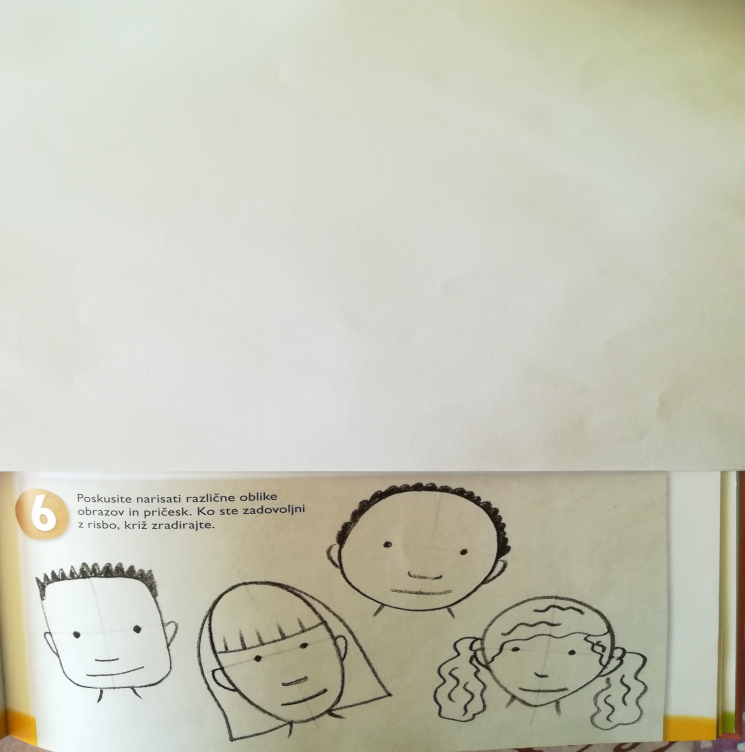 6
Poskusite narisati različne oblike
obrazov in pričesk. Ko ste zadovoljni
z risbo, križ zradirajte.